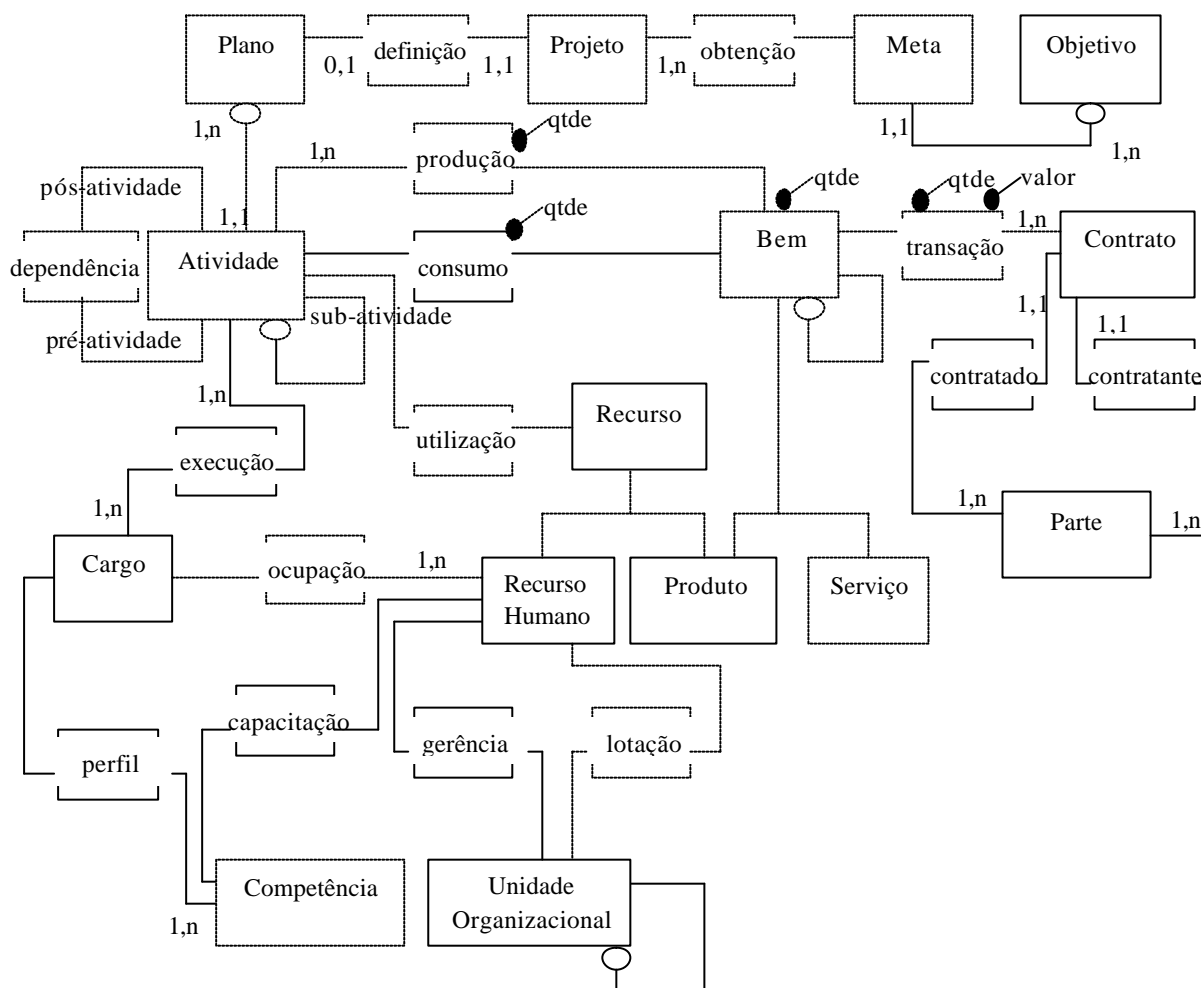 Plano
definição
Projeto
obtenção
Meta
Objetivo
0,1
1,1
1,n
1,n
1,1
1,n
qtde
1,n
produção
pós-atividade
qtde
qtde
qtde
valor
1,1
1,n
dependência
Atividade
consumo
Bem
transação
Contrato
sub-atividade
pré-atividade
1,1
1,1
1,n
contratado
contratante
Recurso
utilização
execução
1,n
1,n
1,n
Parte
Cargo
ocupação
1,n
Recurso
Humano
Produto
Serviço
capacitação
gerência
lotação
perfil
Competência
1,n
Unidade
Organizacional